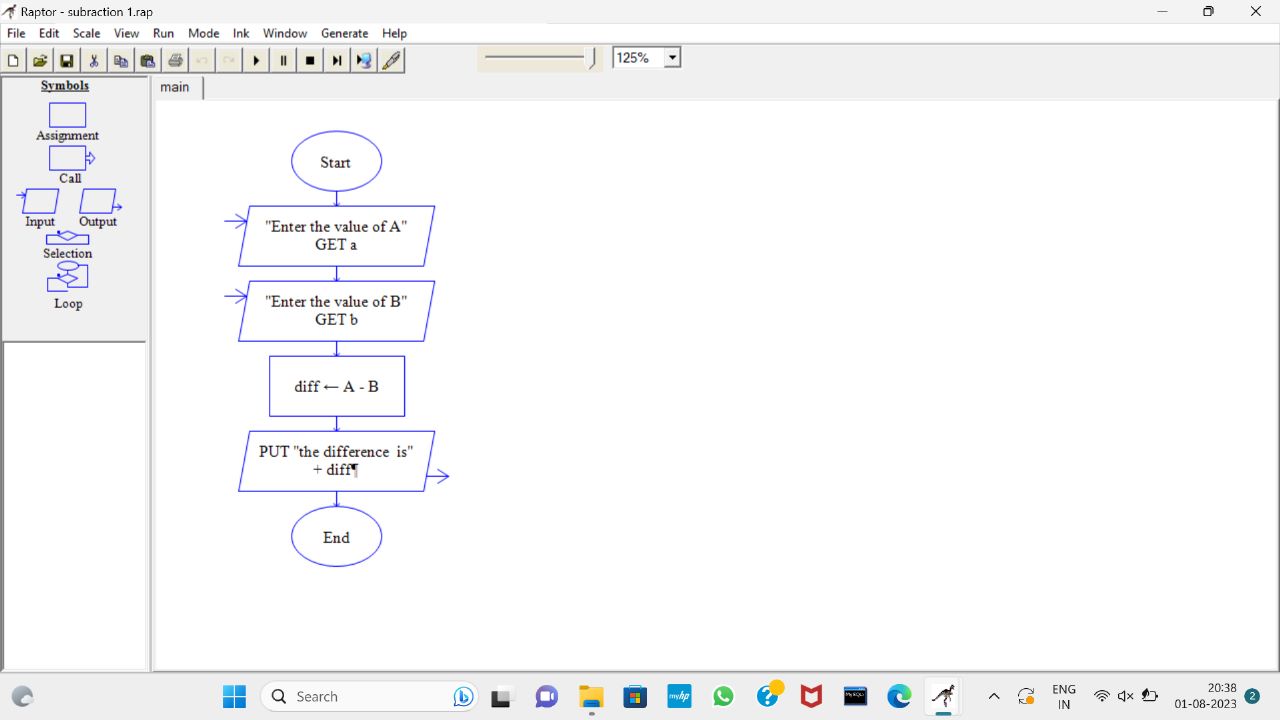 Raptor - subraction 1.rap
File Edit Scale View Run Mode Ink Window Generate Help
125%
Symbols
Assignment
Call
Input Output
Selection
Loop
main
Start
"Enter the value of A"
GET a
"Enter the value of B"
GET b
diff ← A - B
PUT "the difference  is"
+ diff¶
End
Search
myhp
MySQL
ENG
IN
20:38
01-08-2023
2